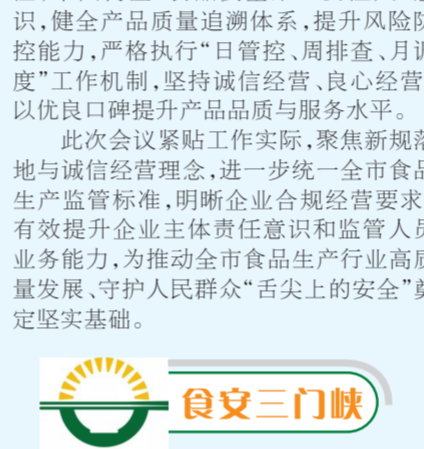 识，健全产品质量追溯体系，提升风险防
控能力，严格执行“日管控、周排查、月调
度”工作机制，坚持诚信经营、良心经营
以优良口碑提升产品品质与服务水平。
此次会议紧贴工作实际，聚焦新规落
地与诚信经营理念，进一步统一全市食品
生产监管标准，明晰企业合规经营要求
有效提升企业主体责任意识和监管人员
业务能力，为推动全市食品生产行业高质
量发展、守护人民群众“舌尖上的安全”奠
定坚实基础。
食安三门峡